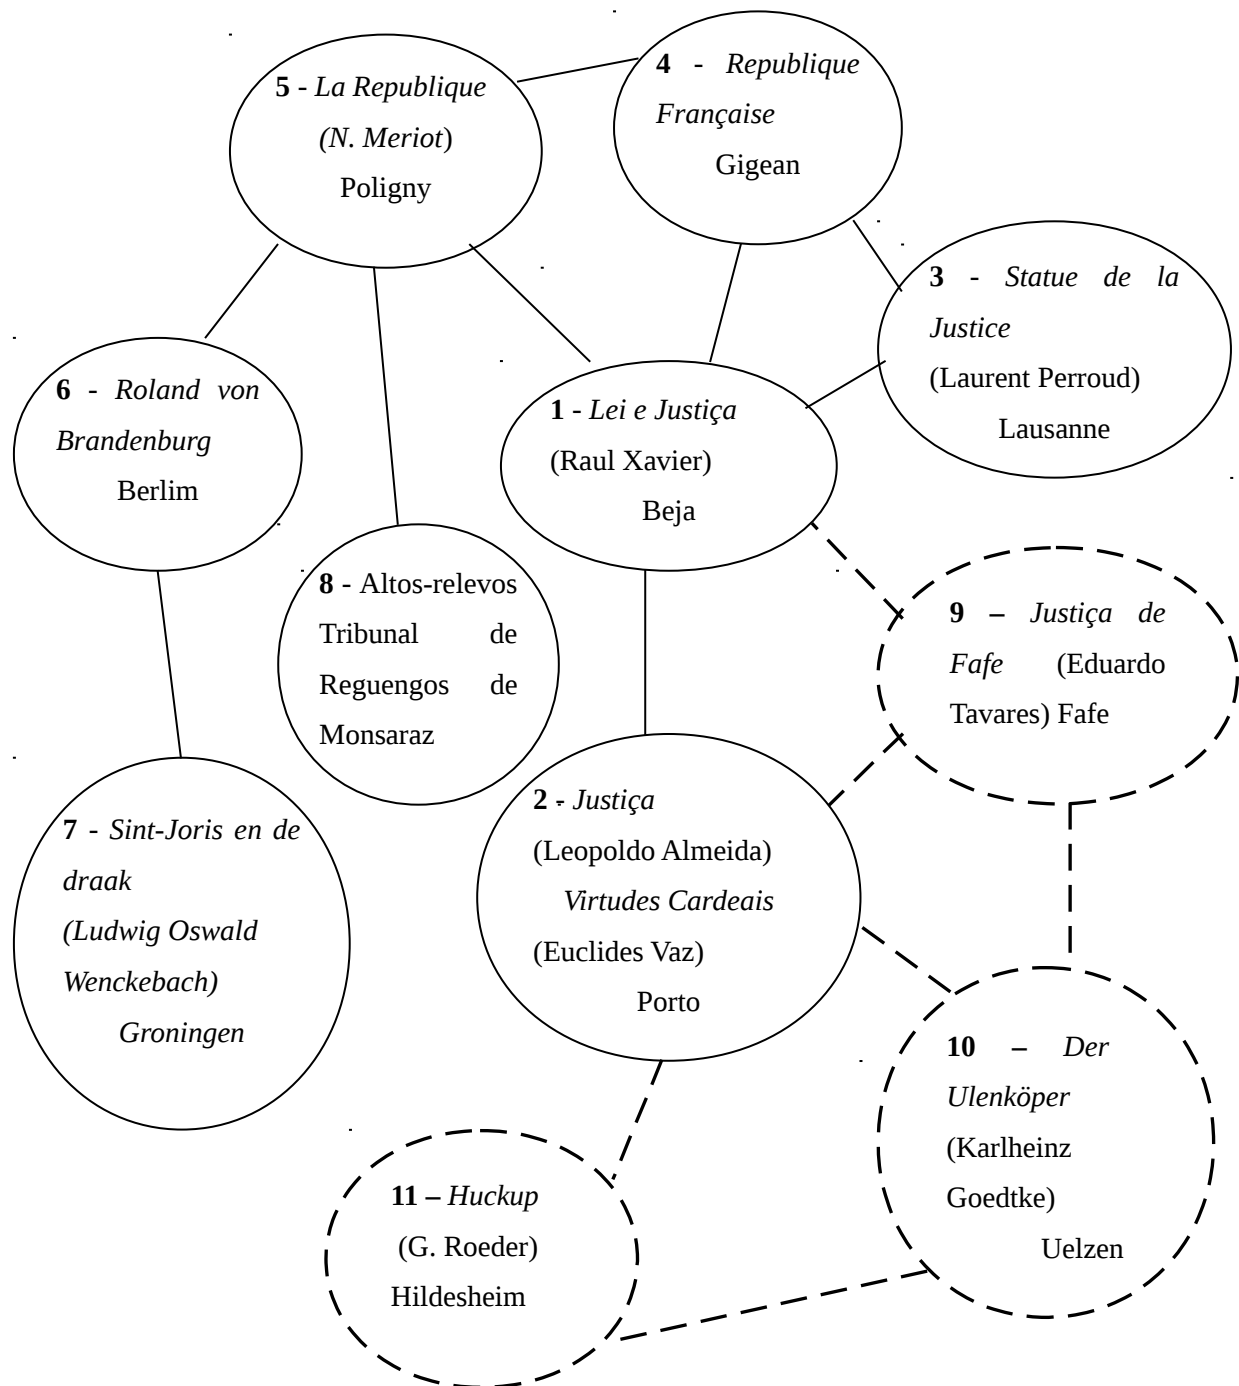 5 - La Republique
(N. Meriot)
Poligny
4 - Republique
Française
Gigean
3 - Statue de la
Justice
(Laurent Perroud)
Lausanne
6 - Roland von
Brandenburg
Berlim
1 - Lei e Justiça
(Raul Xavier)
Beja
8 - Altos-relevos
Tribunal de
Reguengos de
Monsaraz
9 – Justiça de
Fafe (Eduardo
Tavares) Fafe
7 - Sint-Joris en de
draak
(Ludwig Oswald
Wenckebach)
Groningen
2 - Justiça
(Leopoldo Almeida)
Virtudes Cardeais
(Euclides Vaz)
Porto
10 – Der
Ulenköper
(Karlheinz
Goedtke)
Uelzen
11 – Huckup
(G. Roeder)
Hildesheim